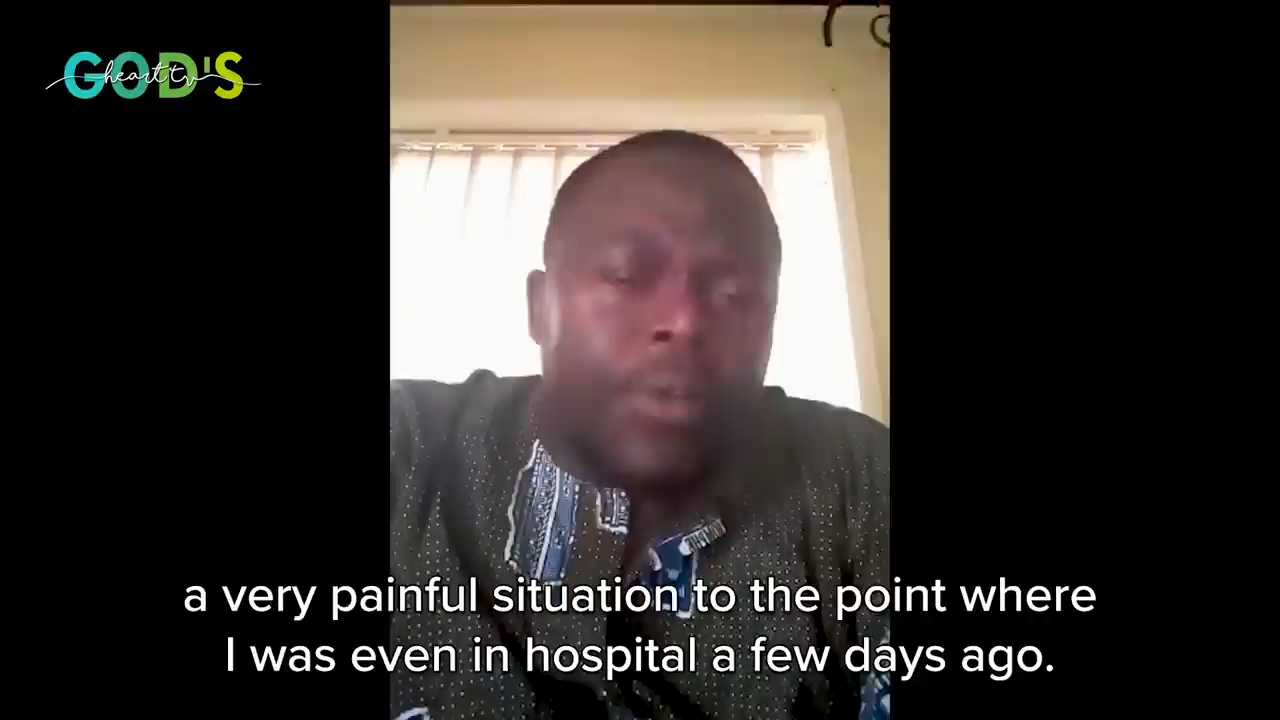 GOD'S
heart tv
a very painful situation to the point where
I was even in hospital a few days ago.